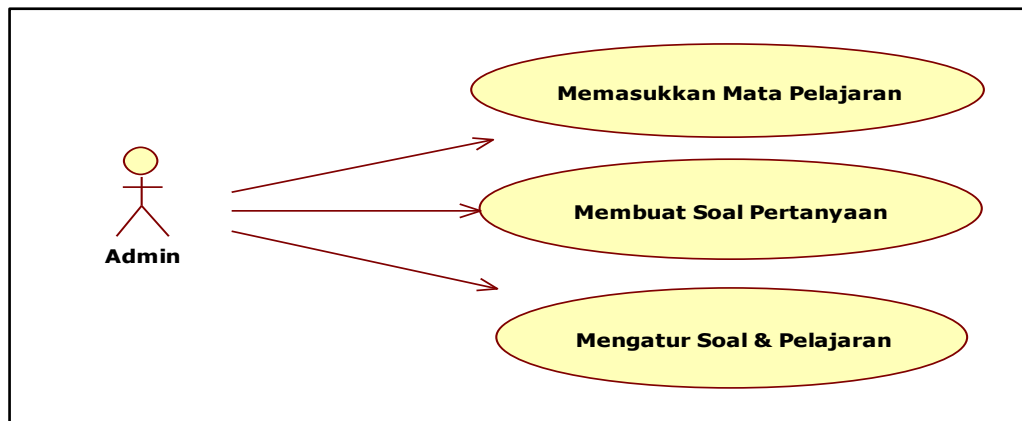 Memasukkan Mata Pelajaran
Membuat Soal Pertanyaan
Admin
Mengatur Soal & Pelajaran